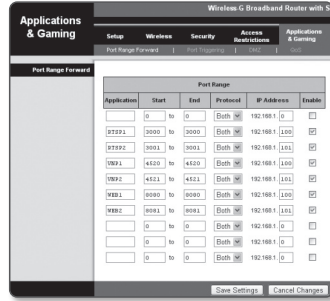 Wireless-G Broadband Router with S
Applications & Gaming
Setup Wireless Security Access Restrictions Applications & Gaming
Port Range Forward | Port Triggering | DMZ | QoS
Port Range Forward
Port Range
Application Start End Protocol IP Address Enable
0 to 0 Both 192.168.1. 0
RTSP1 3000 to 3000 Both 192.168.1. 100
RTSP2 3001 to 3001 Both 192.168.1. 101
VNP1 4520 to 4520 Both 192.168.1. 100
VNP2 4521 to 4521 Both 192.168.1. 101
WEB1 8080 to 8080 Both 192.168.1. 100
WEB2 8081 to 8081 Both 192.168.1. 101
0 to 0 Both 192.168.1. 0
0 to 0 Both 192.168.1. 0
0 to 0 Both 192.168.1. 0
Save Settings Cancel Changes